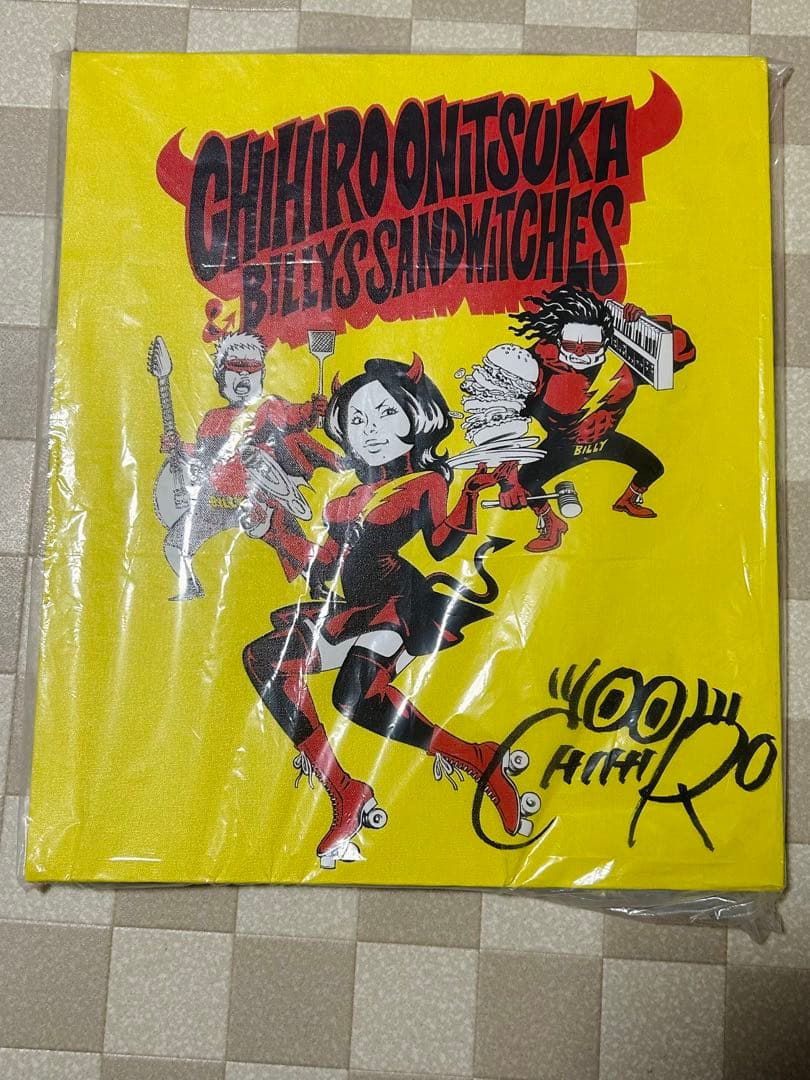 CHIHIRO ONiTSUKA
& BILLYS SANDWiTCHES
BILLY
BILLY
CHIHIRO